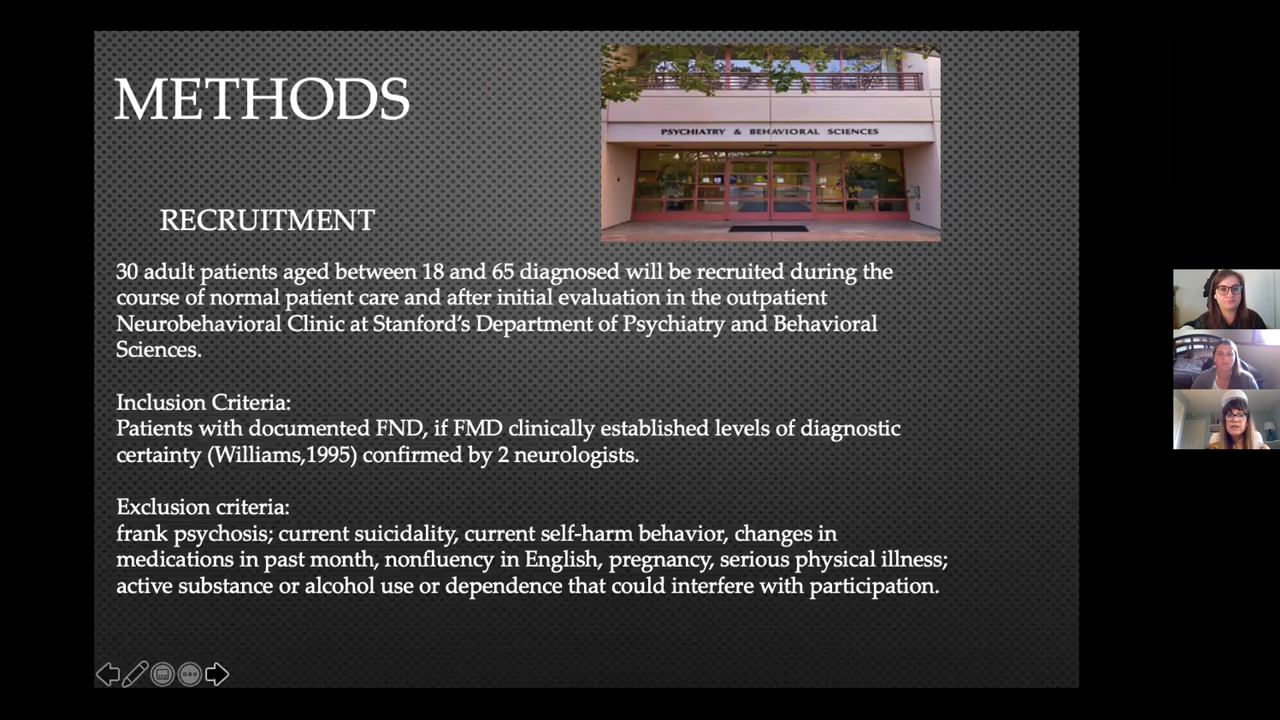 METHODS
PSYCHIATRY & BEHAVIORAL SCIENCES
RECRUITMENT
30 adult patients aged between 18 and 65 diagnosed will be recruited during the
course of normal patient care and after initial evaluation in the outpatient
Neurobehavioral Clinic at Stanford's Department of Psychiatry and Behavioral
Sciences.
Inclusion Criteria:
Patients with documented FND, if FMD clinically established levels of diagnostic
certainty (Williams,1995) confirmed by 2 neurologists.
Exclusion criteria:
frank psychosis; current suicidality, current self-harm behavior, changes in
medications in past month, nonfluency in English, pregnancy, serious physical illness;
active substance or alcohol use or dependence that could interfere with participation.